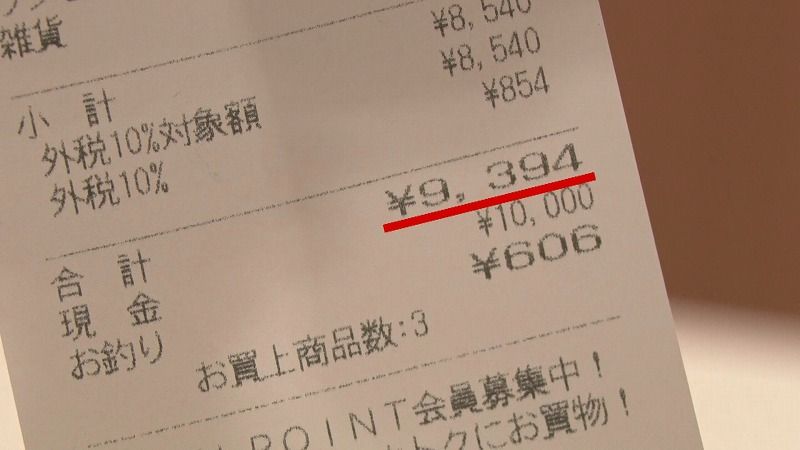 雑貨
小 計 ¥8,540
外税10%対象額 ¥8,540
外税10% ¥854
合 計 ¥9,394
現 金 ¥10,000
お釣り ¥606
お買上商品数:3
POINT会員募集中!
トクにお買物!